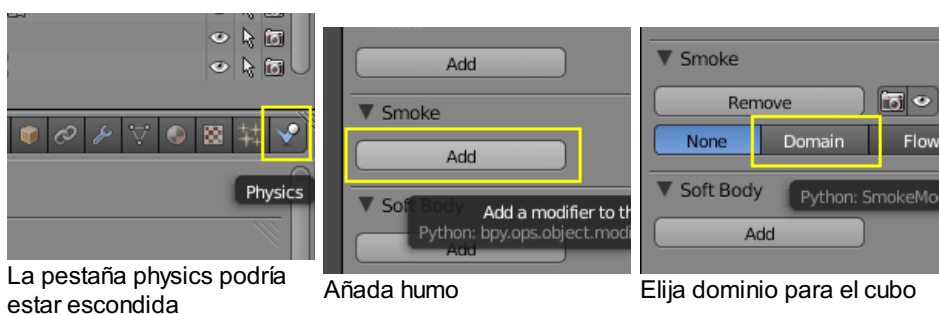 Physics
La pestaña physics podría
estar escondida
Add
Smoke
Add
Soft Body
Add a modifier to th
Python: bpy.ops.object.modi
Add
Añada humo
Smoke
Remove
None Domain Flow
Soft Body
Python: SmokeMo
Add
Elija dominio para el cubo